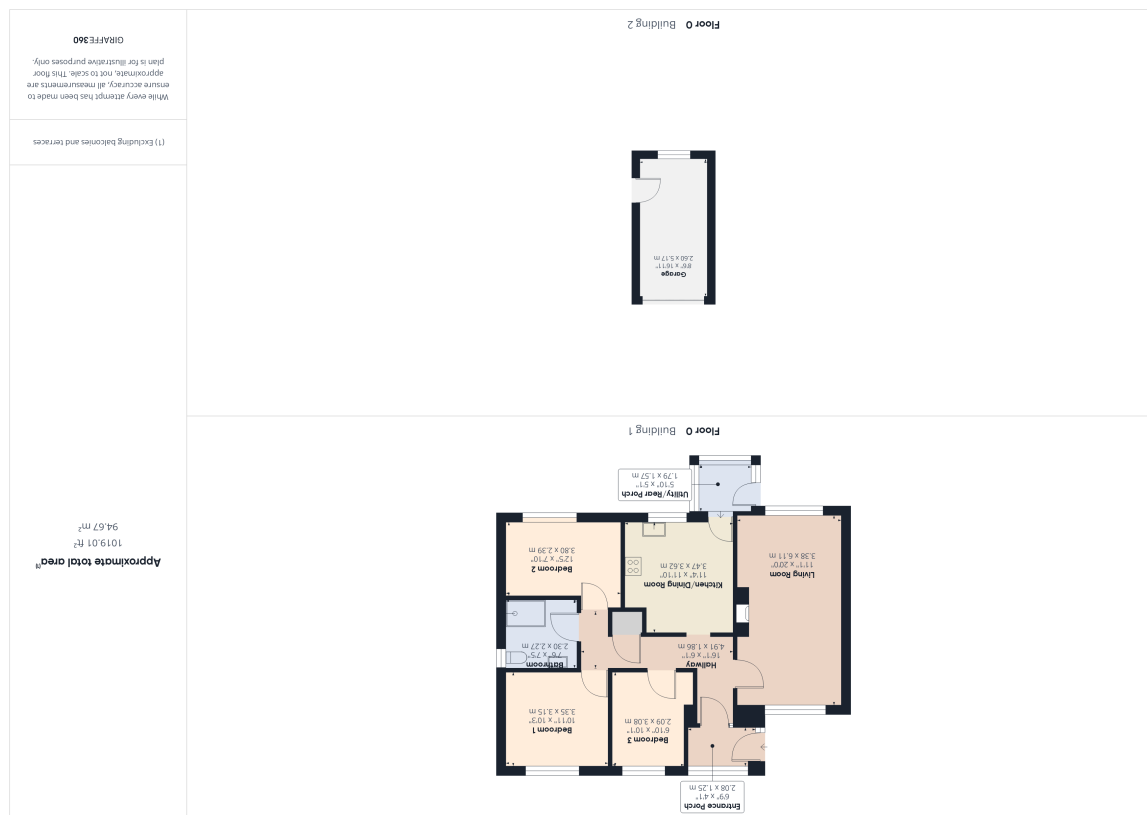 Entrance Porch
6'9" x 4'1"
2.08 x 1.25 m
Bedroom 3
6'10" x 10'1"
2.09 x 3.08 m
Bedroom 1
10'11" x 10'3"
3.35 x 3.15 m
Hallway
16'1" x 6'1"
4.91 x 1.86 m
Bathroom
7'6" x 7'5"
2.30 x 2.27 m
Living Room
11'1" x 20'0"
3.38 x 6.11 m
Kitchen/Dining Room
11'4" x 11'10"
3.47 x 3.62 m
Bedroom 2
12'5" x 7'10"
3.80 x 2.39 m
Utility/Rear Porch
5'10" x 5'1"
1.79 x 1.57 m
Floor 0 Building 1
Garage
8'6" x 16'11"
2.60 x 5.17 m
Floor 0 Building 2
Approximate total area(1)
1019.01 ft²
94.67 m²
(1) Excluding balconies and terraces
While every attempt has been made to
ensure accuracy, all measurements are
approximate, not to scale. This floor
plan is for illustrative purposes only.
GIRAFFE360